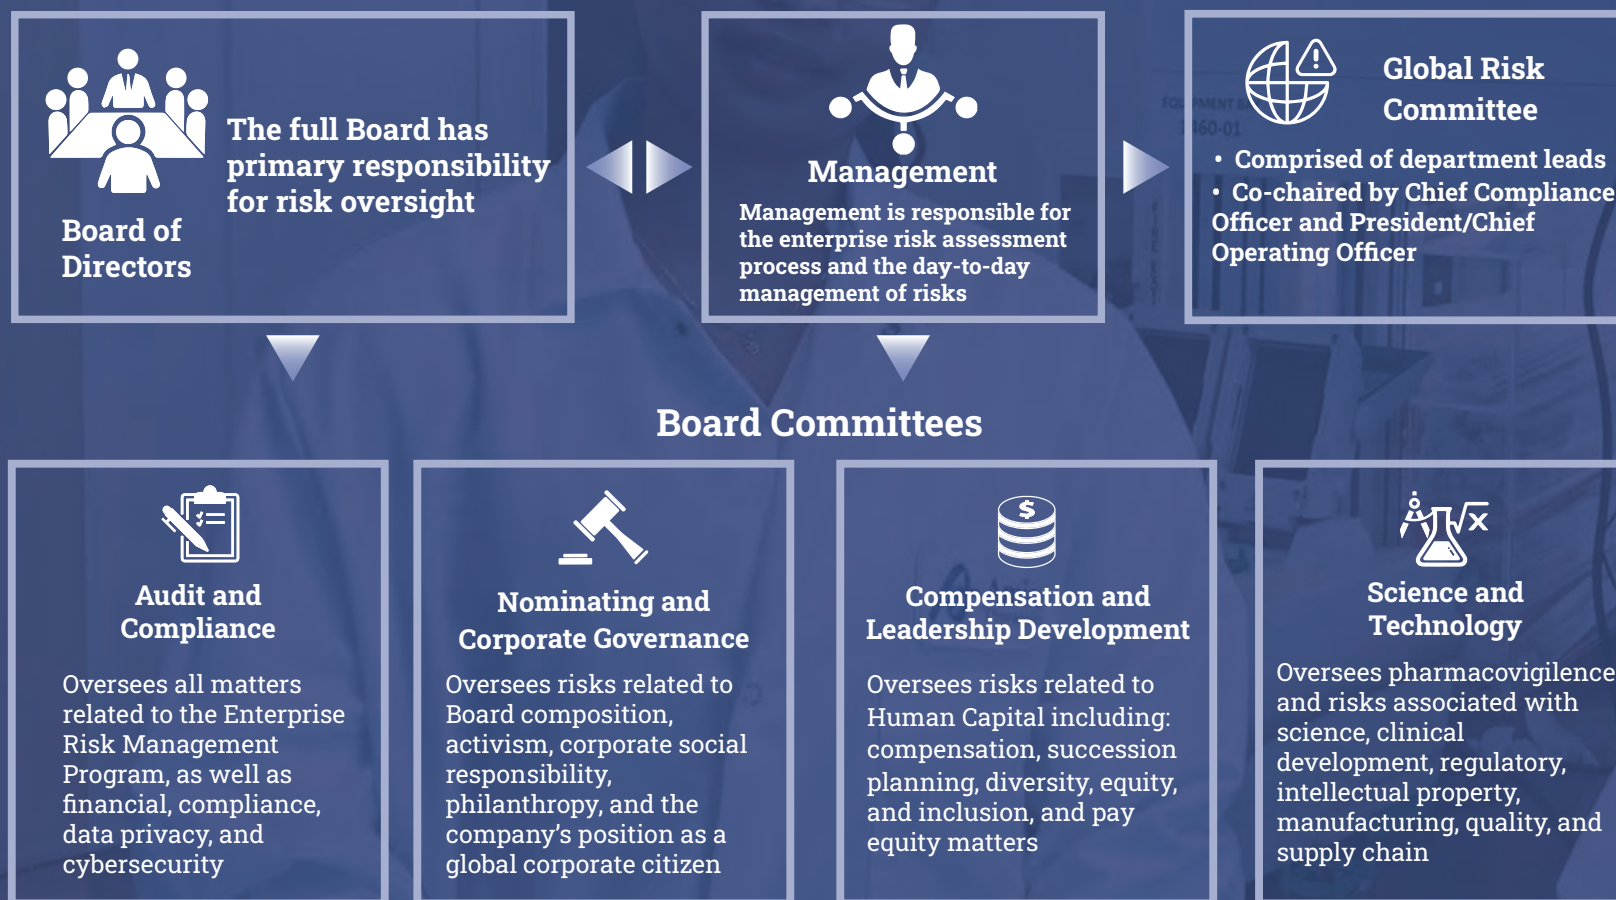 The full Board has
primary responsibility
for risk oversight
Board of
Directors
Management
Management is responsible for
the enterprise risk assessment
process and the day-to-day
management of risks
Global Risk
Committee
• Comprised of department leads
• Co-chaired by Chief Compliance
Officer and President/Chief
Operating Officer
Board Committees
Audit and
Compliance
Oversees all matters
related to the Enterprise
Risk Management
Program, as well as
financial, compliance,
data privacy, and
cybersecurity
Nominating and
Corporate Governance
Oversees risks related to
Board composition,
activism, corporate social
responsibility,
philanthropy, and the
company's position as a
global corporate citizen
$
Compensation and
Leadership Development
Oversees risks related to
Human Capital including:
compensation, succession
planning, diversity, equity,
and inclusion, and pay
equity matters
√x
Science and
Technology
Oversees pharmacovigilence
and risks associated with
science, clinical
development, regulatory,
intellectual property,
manufacturing, quality, and
supply chain